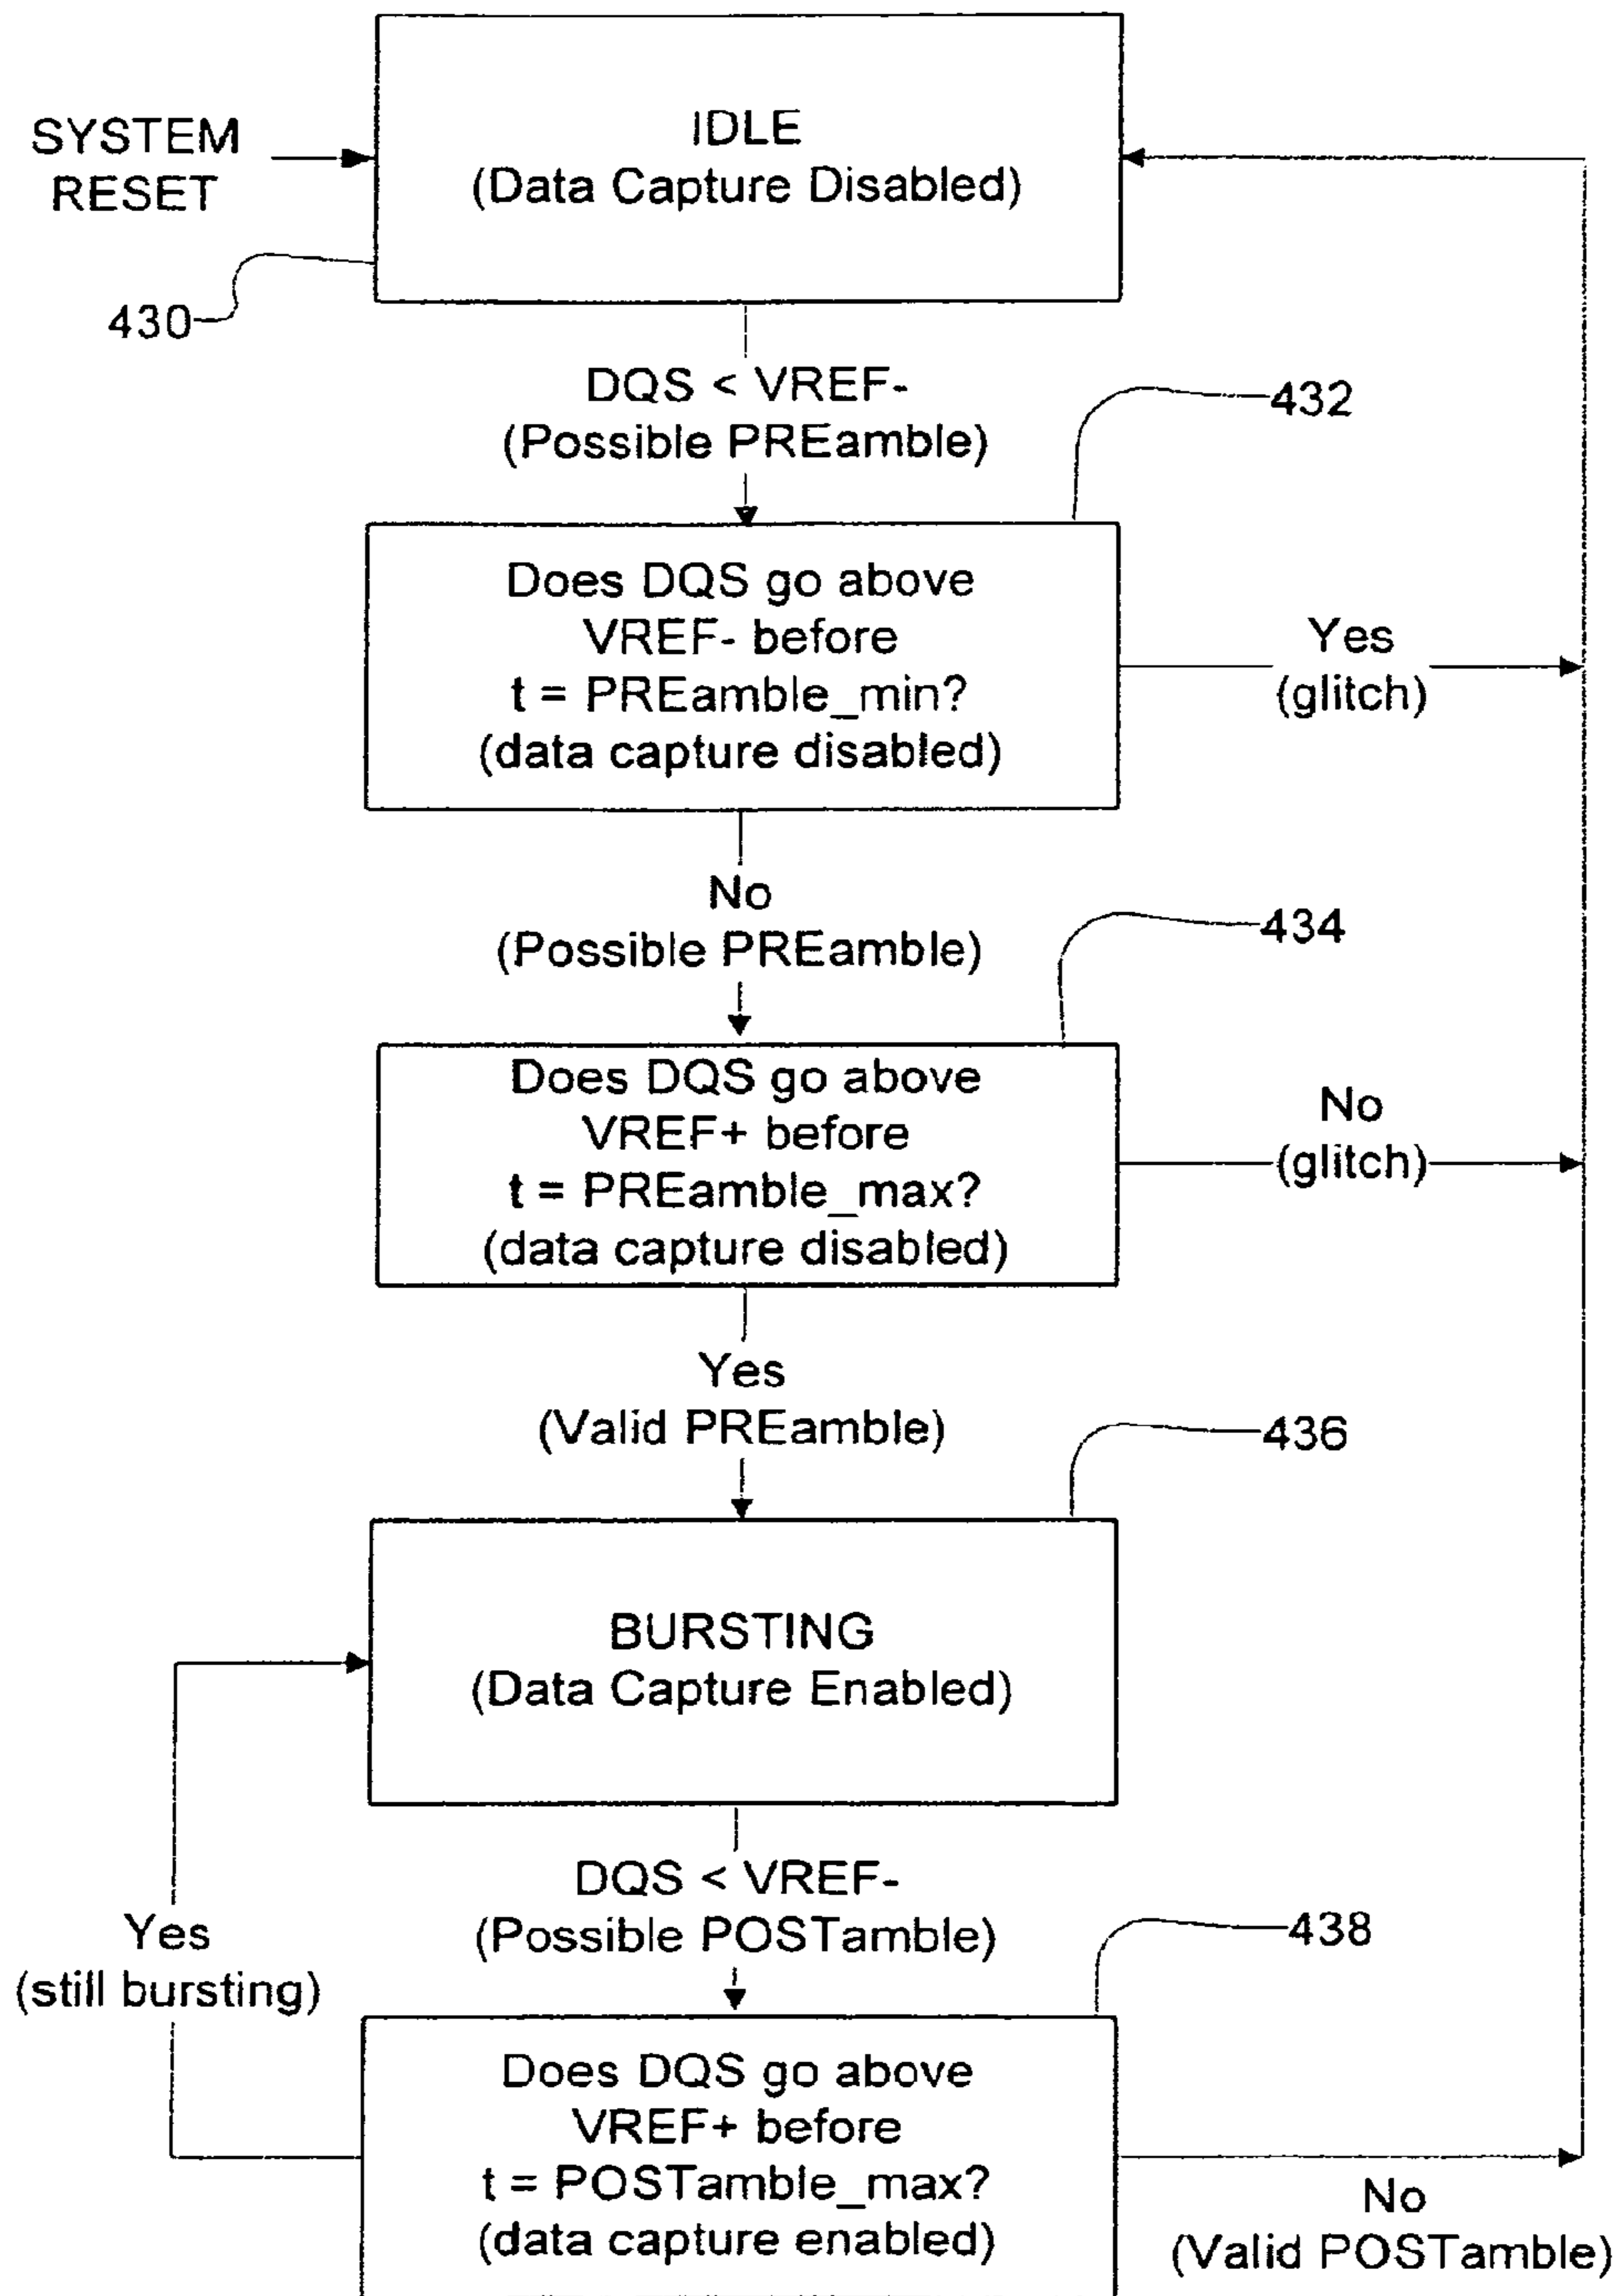 IDLE
(Data Capture Disabled)
SYSTEM
RESET
430
DQS < VREF-
(Possible PREamble)
432
Does DQS go above
VREF- before
t = PREamble_min?
(data capture disabled)
Yes
(glitch)
No
(Possible PREamble)
434
Does DQS go above
VREF+ before
t = PREamble_max?
(data capture disabled)
No
(glitch)
Yes
(Valid PREamble)
436
BURSTING
(Data Capture Enabled)
DQS < VREF-
(Possible POSTamble)
438
Yes
(still bursting)
Does DQS go above
VREF+ before
t = POSTamble_max?
(data capture enabled)
No
(Valid POSTamble)